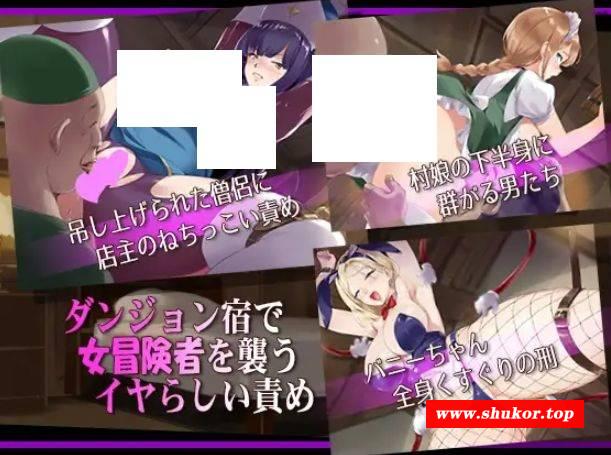 吊し上げられた僧侶に
店主のねちっこい責め
村娘の下半身に
群がる男たち
ダンジョン宿で
女冒険者を襲う
イヤらしい責め
バニーちゃん
全身くすぐりの刑
www.shukor.top